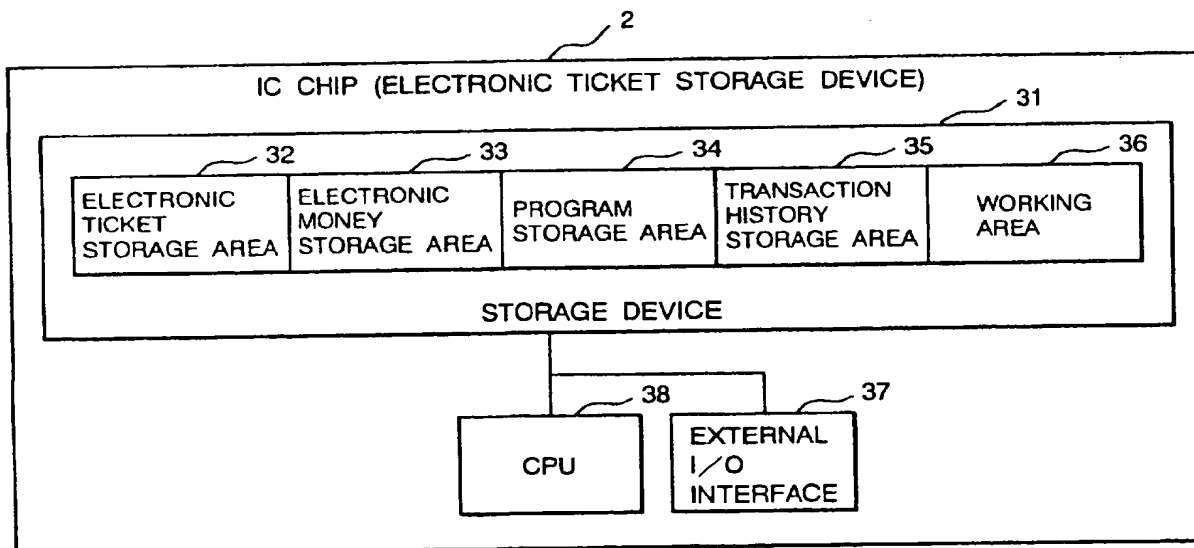 2
IC CHIP (ELECTRONIC TICKET STORAGE DEVICE)
31
32
33
34
35
36
ELECTRONIC
TICKET
STORAGE AREA
ELECTRONIC
MONEY
STORAGE AREA
PROGRAM
STORAGE AREA
TRANSACTION
HISTORY
STORAGE AREA
WORKING
AREA
STORAGE DEVICE
38
37
CPU
EXTERNAL
I/O
INTERFACE